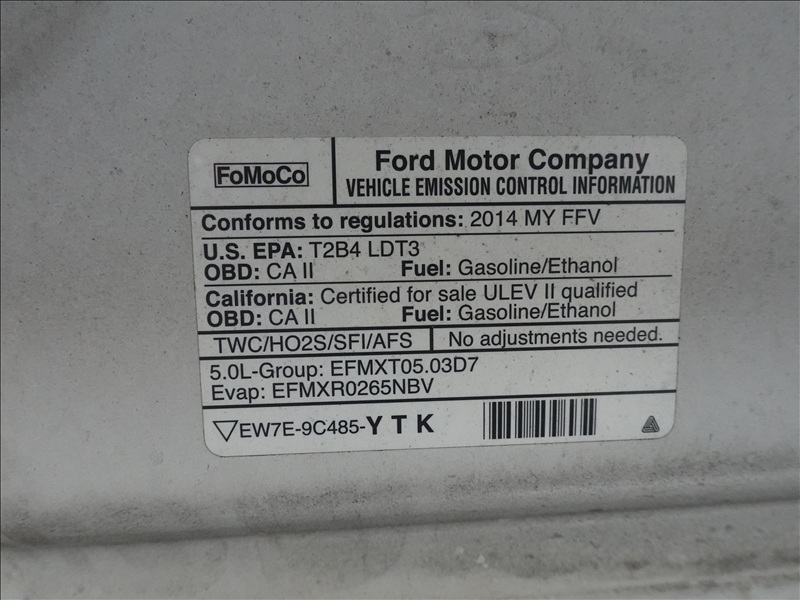 FoMoCo
Ford Motor Company
VEHICLE EMISSION CONTROL INFORMATION
Conforms to regulations: 2014 MY FFV
U.S. EPA: T2B4 LDT3
OBD: CA II Fuel: Gasoline/Ethanol
California: Certified for sale ULEV II qualified
OBD: CA II Fuel: Gasoline/Ethanol
TWC/HO2S/SFI/AFS No adjustments needed.
5.0L-Group: EFMXT05.03D7
Evap: EFMXR0265NBV
EW7E-9C485-Y T K